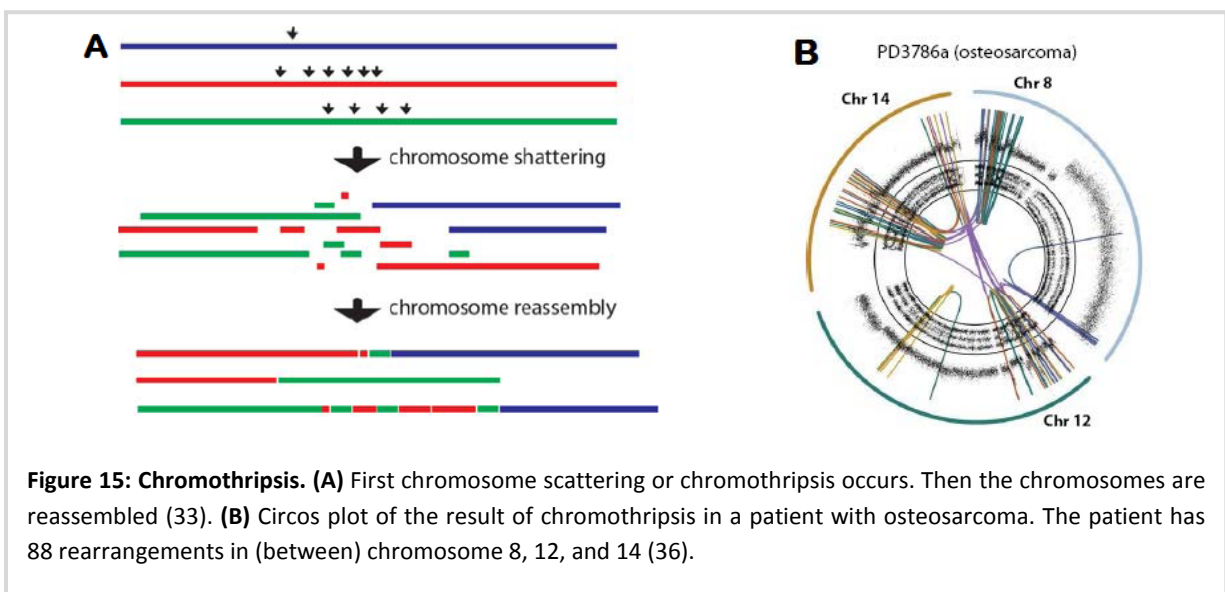 A
chromosome shattering
chromosome reassembly
B
PD3786a (osteosarcoma)
Chr 14
Chr 8
Chr 12
Figure 15: Chromothripsis. (A) First chromosome scattering or chromothripsis occurs. Then the chromosomes are
reassembled (33). (B) Circos plot of the result of chromothripsis in a patient with osteosarcoma. The patient has
88 rearrangements in (between) chromosome 8, 12, and 14 (36).